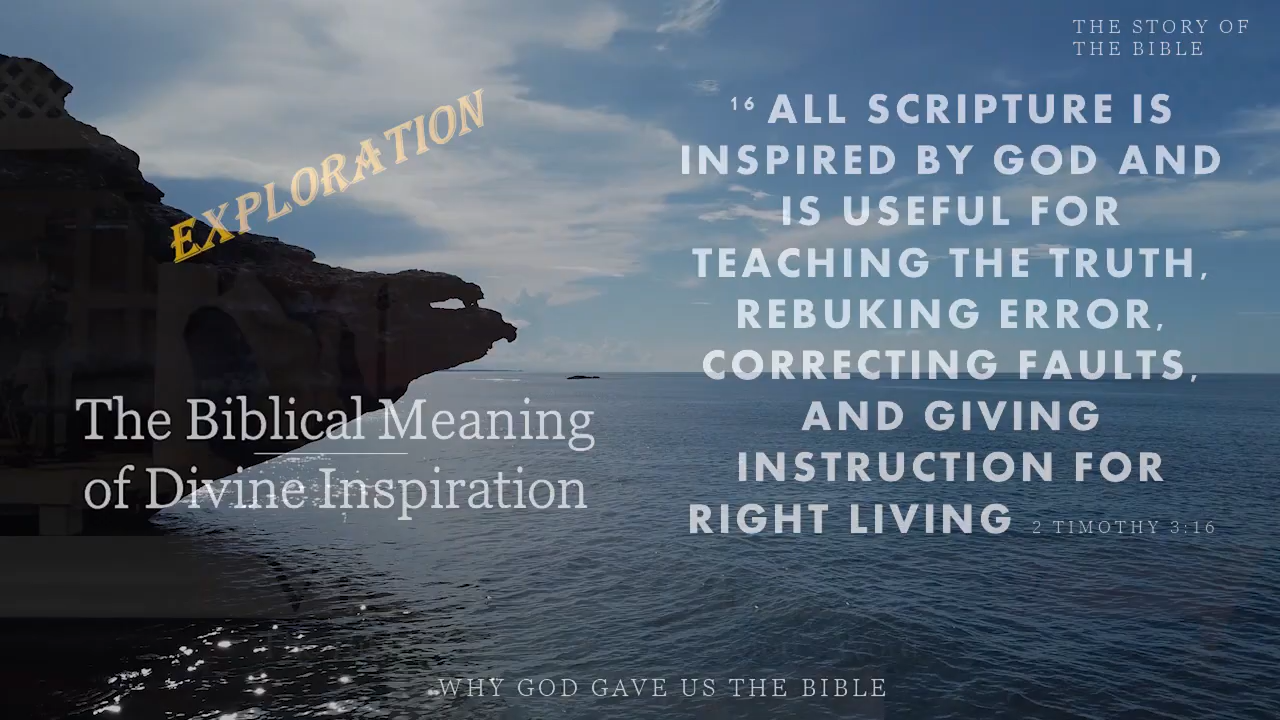 THE STORY OF
THE BIBLE
EXPLORATION
The Biblical Meaning
of Divine Inspiration
16 ALL SCRIPTURE IS
INSPIRED BY GOD AND
IS USEFUL FOR
TEACHING THE TRUTH,
REBUKING ERROR,
CORRECTING FAULTS,
AND GIVING
INSTRUCTION FOR
RIGHT LIVING 2 TIMOTHY 3:16
WHY GOD GAVE US THE BIBLE